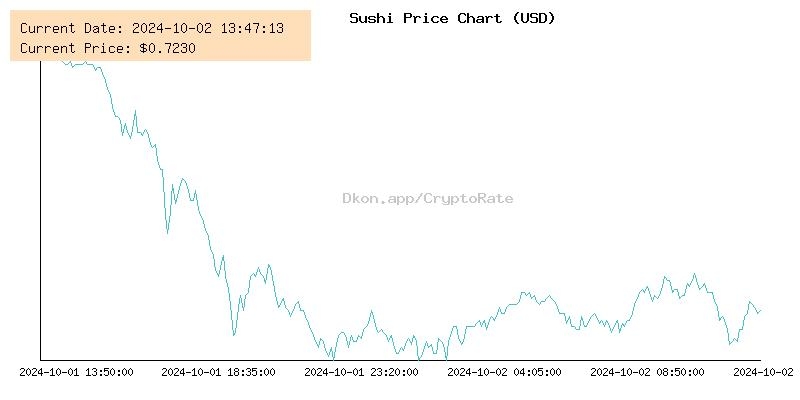 Sushi Price Chart (USD)
Current Date: 2024-10-02 13:47:13
Current Price: $0.7230
Dkon.app/CryptoRate
2024-10-01 13:50:00 2024-10-01 18:35:00 2024-10-01 23:20:00 2024-10-02 04:05:00 2024-10-02 08:50:00 2024-10-02